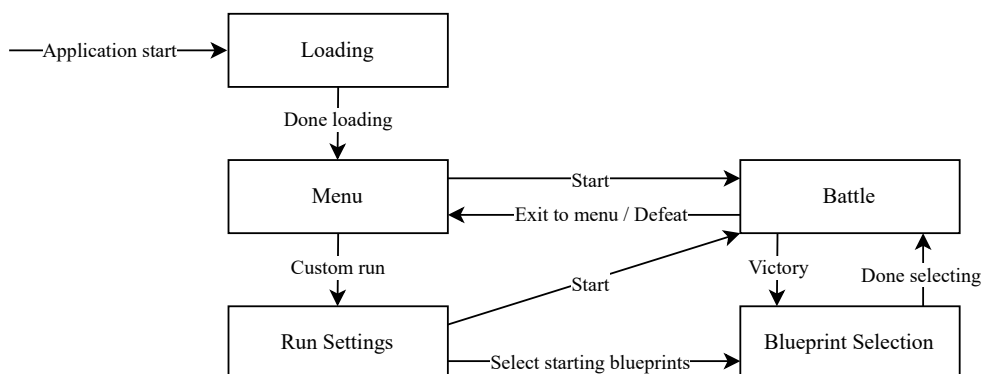 Loading
Application start
Done loading
Menu
Start
Battle
Exit to menu / Defeat
Custom run
Victory
Done selecting
Start
Run Settings
Select starting blueprints
Blueprint Selection